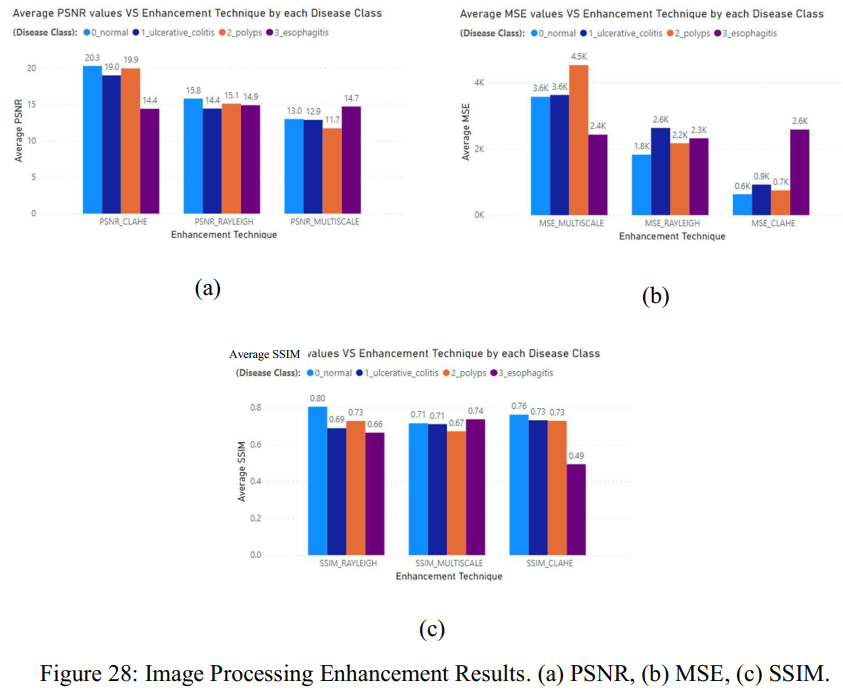 Average PSNR values VS Enhancement Technique by each Disease Class
(Disease Class): 0_normal 1_ulcerative_colitis 2_polyps 3_esophagitis
20.3 19.0 19.9 14.4 15.8 14.4 15.1 14.9 13.0 12.9 11.7 14.7
Average PSNR
20
15
10
5
0
PSNR_CLAHE PSNR_RAYLEIGH PSNR_MULTISCALE
Enhancement Technique
(a)
Average MSE values VS Enhancement Technique by each Disease Class
(Disease Class): 0_normal 1_ulcerative_colitis 2_polyps 3_esophagitis
3.6K 3.6K 4.5K 2.4K 1.8K 2.6K 2.2K 2.3K 0.6K 0.9K 0.7K 2.6K
Average MSE
4K
2K
0K
MSE_MULTISCALE MSE_RAYLEIGH MSE_CLAHE
Enhancement Technique
(b)
Average SSIM values VS Enhancement Technique by each Disease Class
(Disease Class): 0_normal 1_ulcerative_colitis 2_polyps 3_esophagitis
0.80 0.69 0.73 0.66 0.71 0.71 0.67 0.74 0.76 0.73 0.73 0.49
Average SSIM
0.8
0.6
0.4
0.2
0.0
SSIM_RAYLEIGH SSIM_MULTISCALE SSIM_CLAHE
Enhancement Technique
(c)
Figure 28: Image Processing Enhancement Results. (a) PSNR, (b) MSE, (c) SSIM.